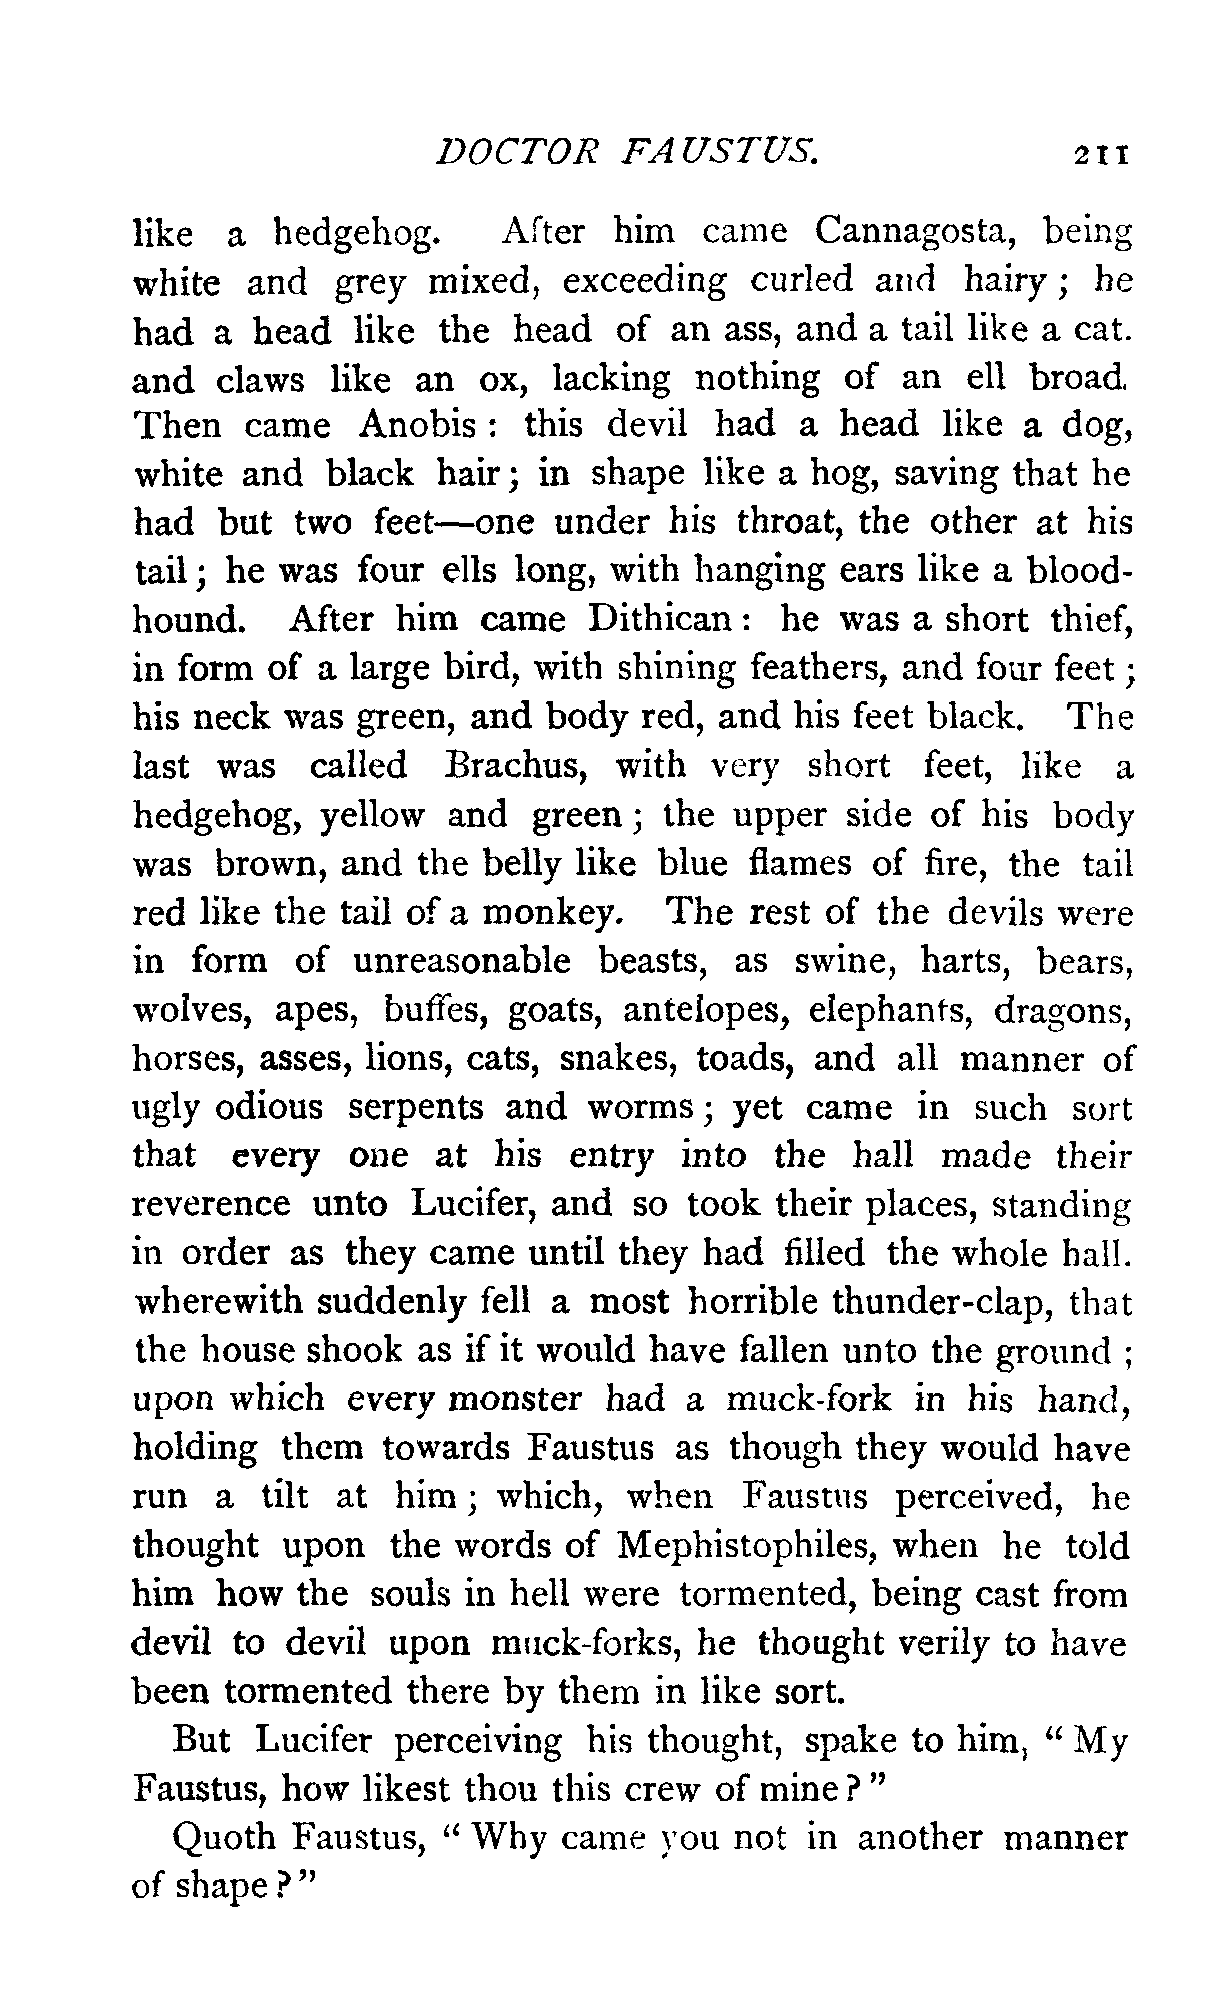 DOCTOR FAUSTUS. 211
like a hedgehog. After him came Cannagosta, being
white and grey mixed, exceeding curled and hairy ; he
had a head like the head of an ass, and a tail like a cat.
and claws like an ox, lacking nothing of an ell broad.
Then came Anobis : this devil had a head like a dog,
white and black hair ; in shape like a hog, saving that he
had but two feet—one under his throat, the other at his
tail ; he was four ells long, with hanging ears like a blood-
hound. After him came Dithican : he was a short thief,
in form of a large bird, with shining feathers, and four feet ;
his neck was green, and body red, and his feet black. The
last was called Brachus, with very short feet, like a
hedgehog, yellow and green ; the upper side of his body
was brown, and the belly like blue flames of fire, the tail
red like the tail of a monkey. The rest of the devils were
in form of unreasonable beasts, as swine, harts, bears,
wolves, apes, buffes, goats, antelopes, elephants, dragons,
horses, asses, lions, cats, snakes, toads, and all manner of
ugly odious serpents and worms ; yet came in such sort
that every one at his entry into the hall made their
reverence unto Lucifer, and so took their places, standing
in order as they came until they had filled the whole hall.
wherewith suddenly fell a most horrible thunder-clap, that
the house shook as if it would have fallen unto the ground ;
upon which every monster had a muck-fork in his hand,
holding them towards Faustus as though they would have
run a tilt at him ; which, when Faustus perceived, he
thought upon the words of Mephistophiles, when he told
him how the souls in hell were tormented, being cast from
devil to devil upon muck-forks, he thought verily to have
been tormented there by them in like sort.
But Lucifer perceiving his thought, spake to him, “ My
Faustus, how likest thou this crew of mine ? ”
Quoth Faustus, “ Why came you not in another manner
of shape ? ”